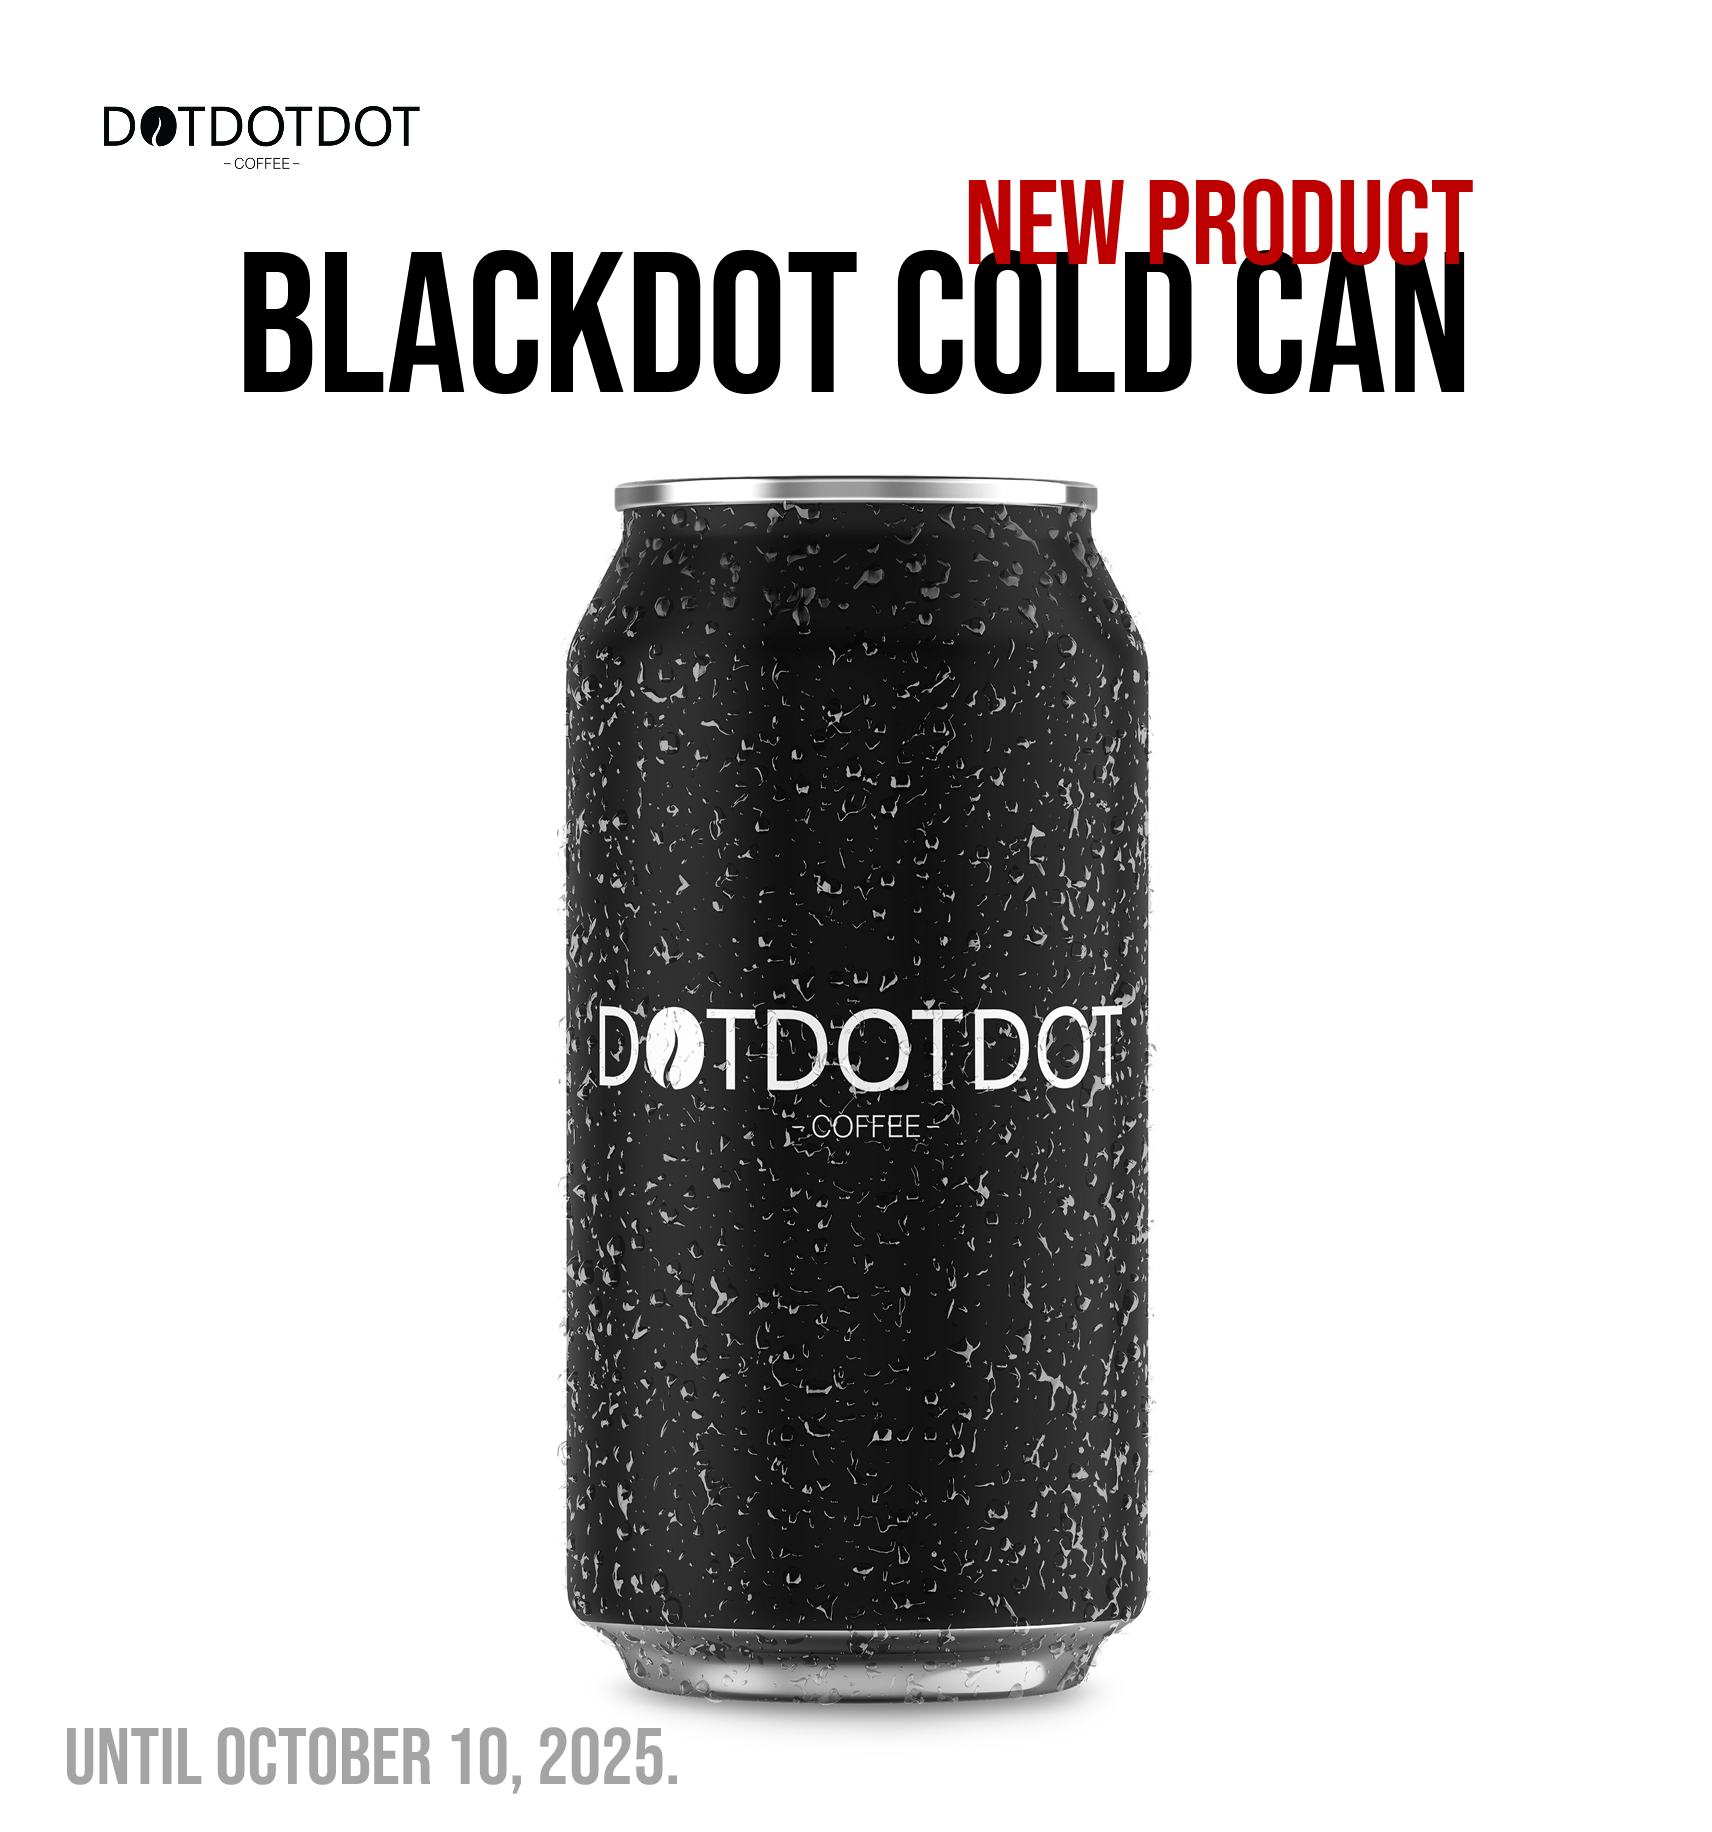 DOTDOTDOT
- COFFEE -
NEW PRODUCT
BLACKDOT COLD CAN
DOTDOTDOT
- COFFEE -
UNTIL OCTOBER 10, 2025.